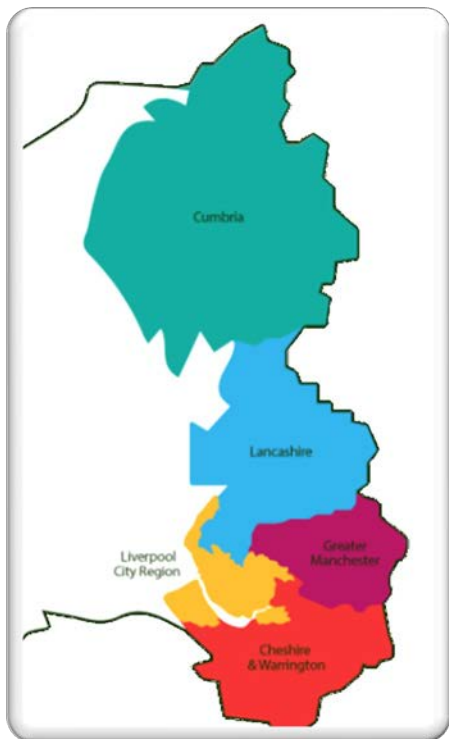 Cumbria
Lancashire
Liverpool
City Region
Greater
Manchester
Cheshire
& Warrington